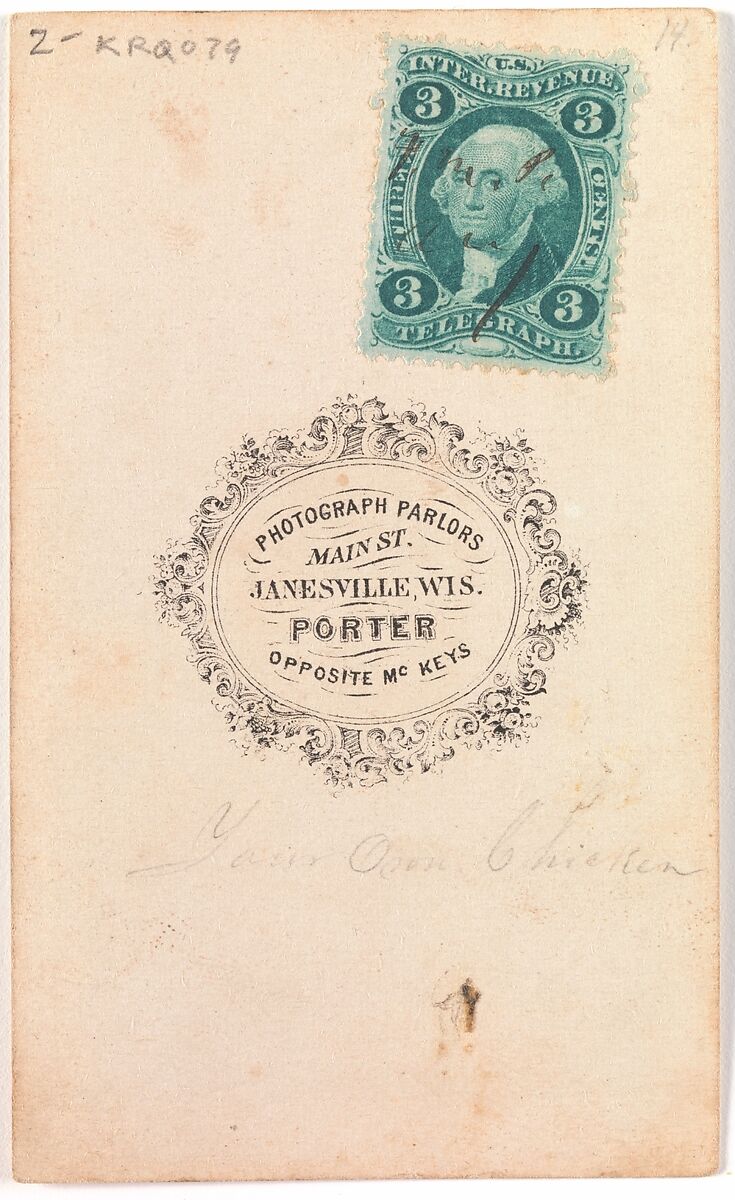 Z- KRQ079
14.
U.S.
INTER. REVENUE.
3 3
THREE CENTS.
3 3
TELEGRAPH.
PHOTOGRAPH PARLORS
MAIN ST.
JANESVILLE, WIS.
PORTER
OPPOSITE Mc KEYS
Your Own Chicken